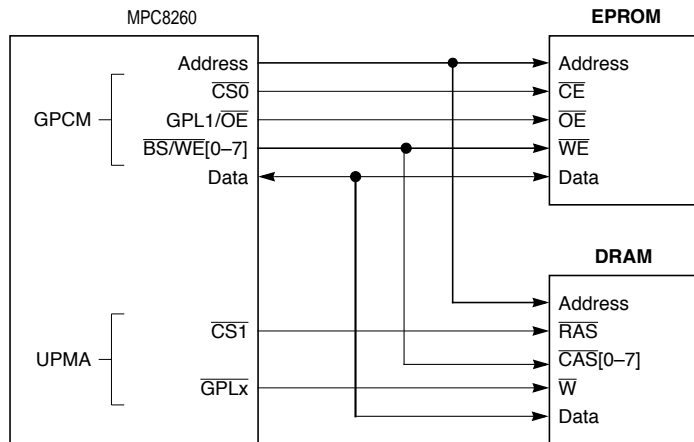 MPC8260
EPROM
Address
CS0
GPL1/OE
BS/WE[0–7]
Data
GPCM
Address
CE
OE
WE
Data
DRAM
CS1
GPLx
UPMA
Address
RAS
CAS[0–7]
W
Data